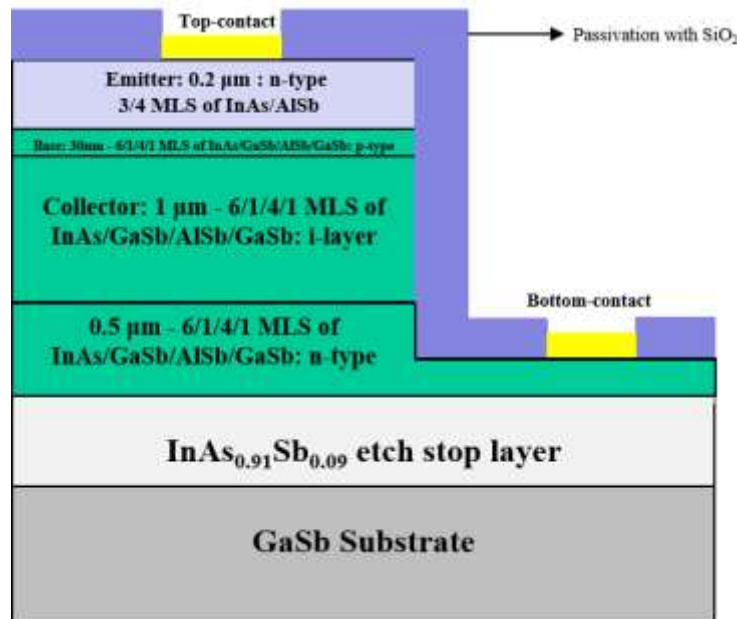 Top-contact
Passivation with SiO₂
Emitter: 0.2 μm : n-type
3/4 MLS of InAs/AlSb
Base: 30nm - 6/1/4/1 MLS of InAs/GaSb/AlSb/GaSb: p-type
Collector: 1 μm - 6/1/4/1 MLS of
InAs/GaSb/AlSb/GaSb: i-layer
Bottom-contact
0.5 μm - 6/1/4/1 MLS of
InAs/GaSb/AlSb/GaSb: n-type
InAs₀.₉₁Sb₀.₀₉ etch stop layer
GaSb Substrate